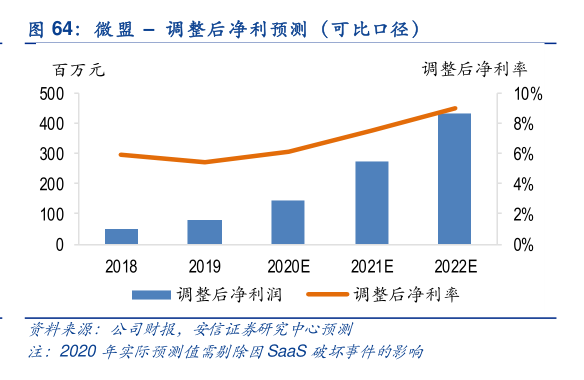 图 64：微盟 – 调整后净利预测（可比口径）
百万元 调整后净利率
500 10%
400 8%
300 6%
200 4%
100 2%
0 0%
2018 2019 2020E 2021E 2022E
调整后净利润 调整后净利率
资料来源：公司财报，安信证券研究中心预测
注：2020 年实际预测值需剔除因 SaaS 破坏事件的影响